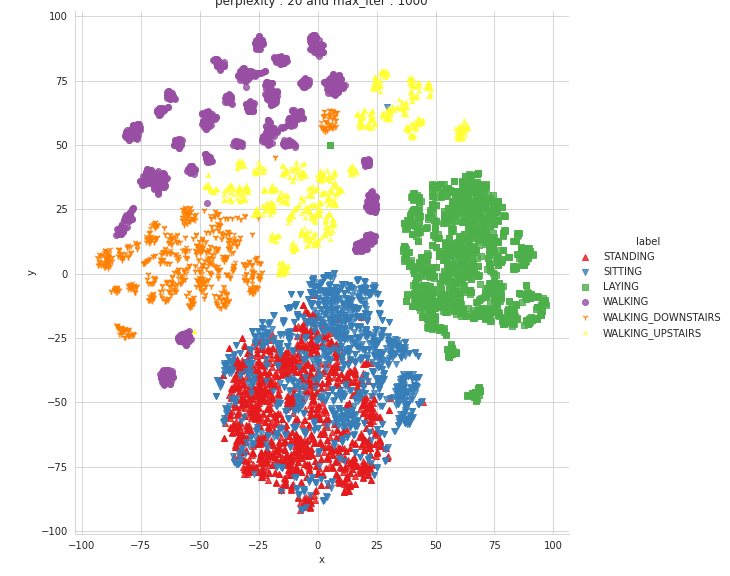 perplexity : 20 and max_iter : 1000
100
75
50
25
0
−25
−50
−75
−100
y
−100
−75
−50
−25
0
25
50
75
100
x
label
STANDING
SITTING
LAYING
WALKING
WALKING_DOWNSTAIRS
WALKING_UPSTAIRS